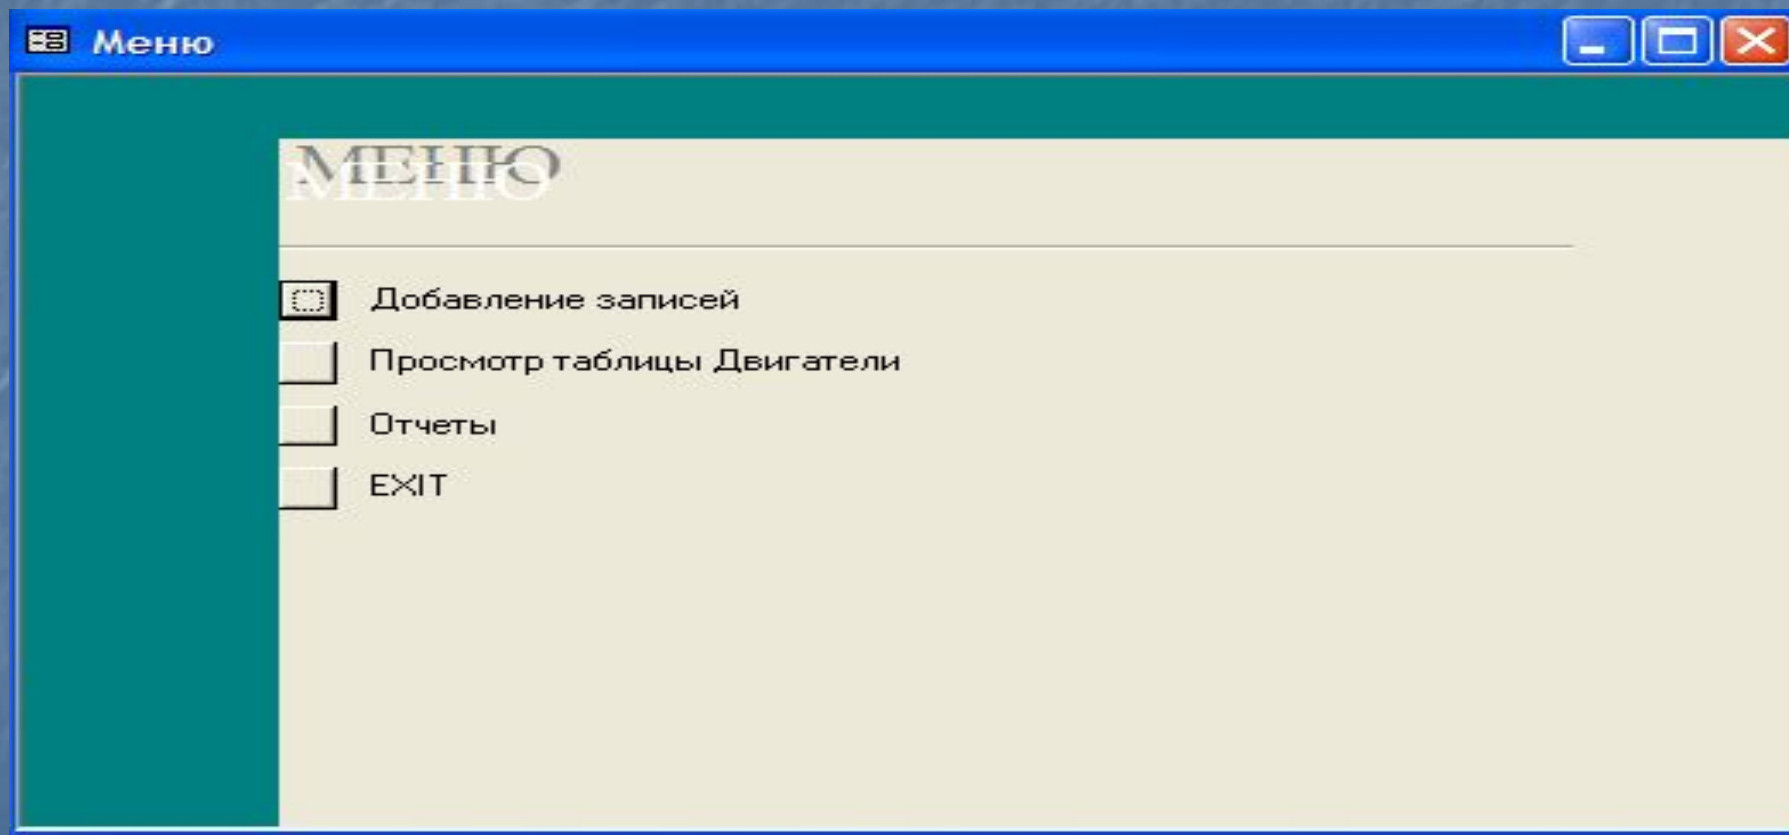 Меню
МЕНЮ
Добавление записей
Просмотр таблицы Двигатели
Отчеты
EXIT